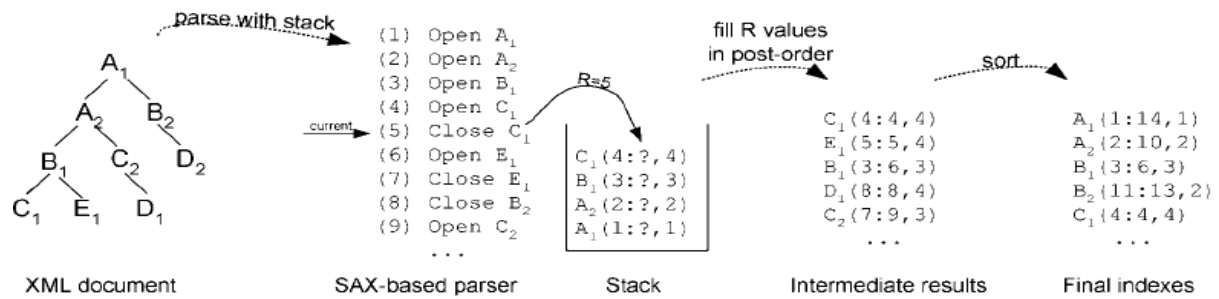 parse with stack
A₁
A₂ B₂
B₁ C₂ D₂
C₁ E₁ D₁
XML document
(1) Open A₁
(2) Open A₂
(3) Open B₁
(4) Open C₁
current
(5) Close C₁
(6) Open E₁
(7) Close E₁
(8) Close B₂
(9) Open C₂
...
SAX-based parser
R=5
C₁(4:?,4)
B₁(3:?,3)
A₂(2:?,2)
A₁(1:?,1)
Stack
fill R values
in post-order
C₁(4:4,4)
E₁(5:5,4)
B₁(3:6,3)
D₁(8:8,4)
C₂(7:9,3)
...
Intermediate results
sort
A₁(1:14,1)
A₂(2:10,2)
B₁(3:6,3)
B₂(11:13,2)
C₁(4:4,4)
...
Final indexes